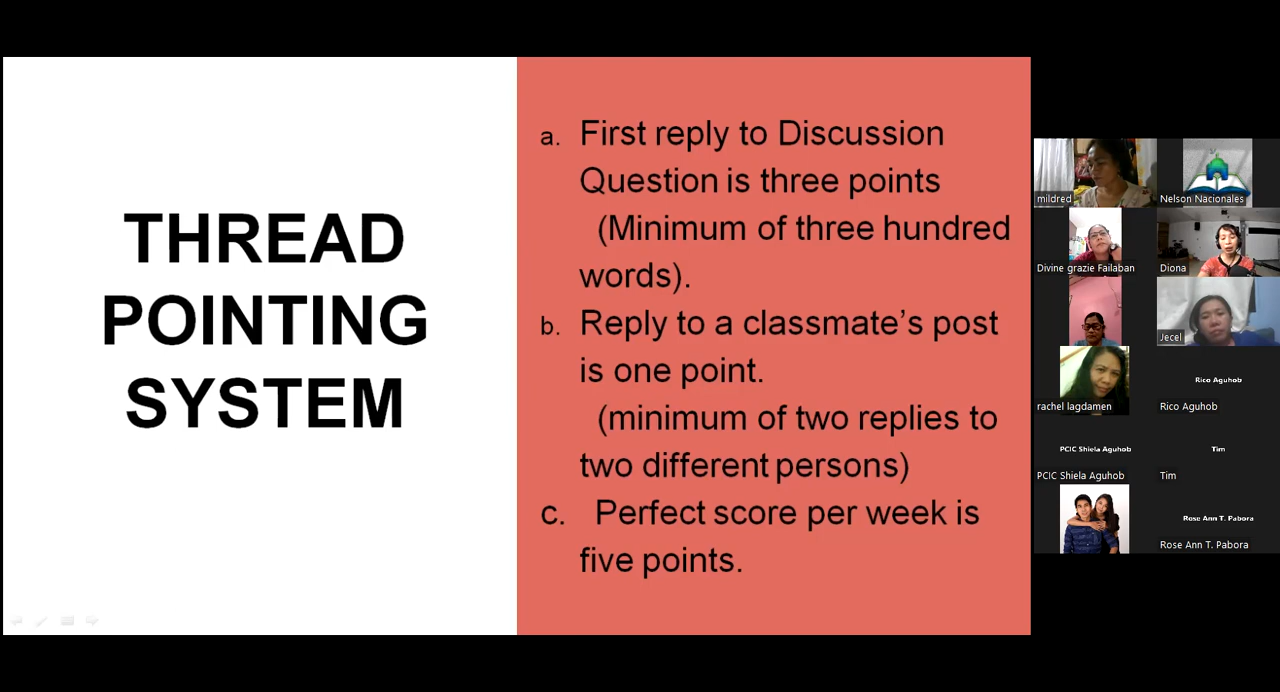 THREAD
POINTING
SYSTEM
a. First reply to Discussion
Question is three points
(Minimum of three hundred
words).
b. Reply to a classmate’s post
is one point.
(minimum of two replies to
two different persons)
c. Perfect score per week is
five points.
mildred
Nelson Nacionales
Divine grazie Failaban
Diona
Jecel
rachel lagdamen
Rico Aguhob
Rico Aguhob
PCIC Shiela Aguhob
PCIC Shiela Aguhob
Tim
Tim
Rose Ann T. Pabora
Rose Ann T. Pabora